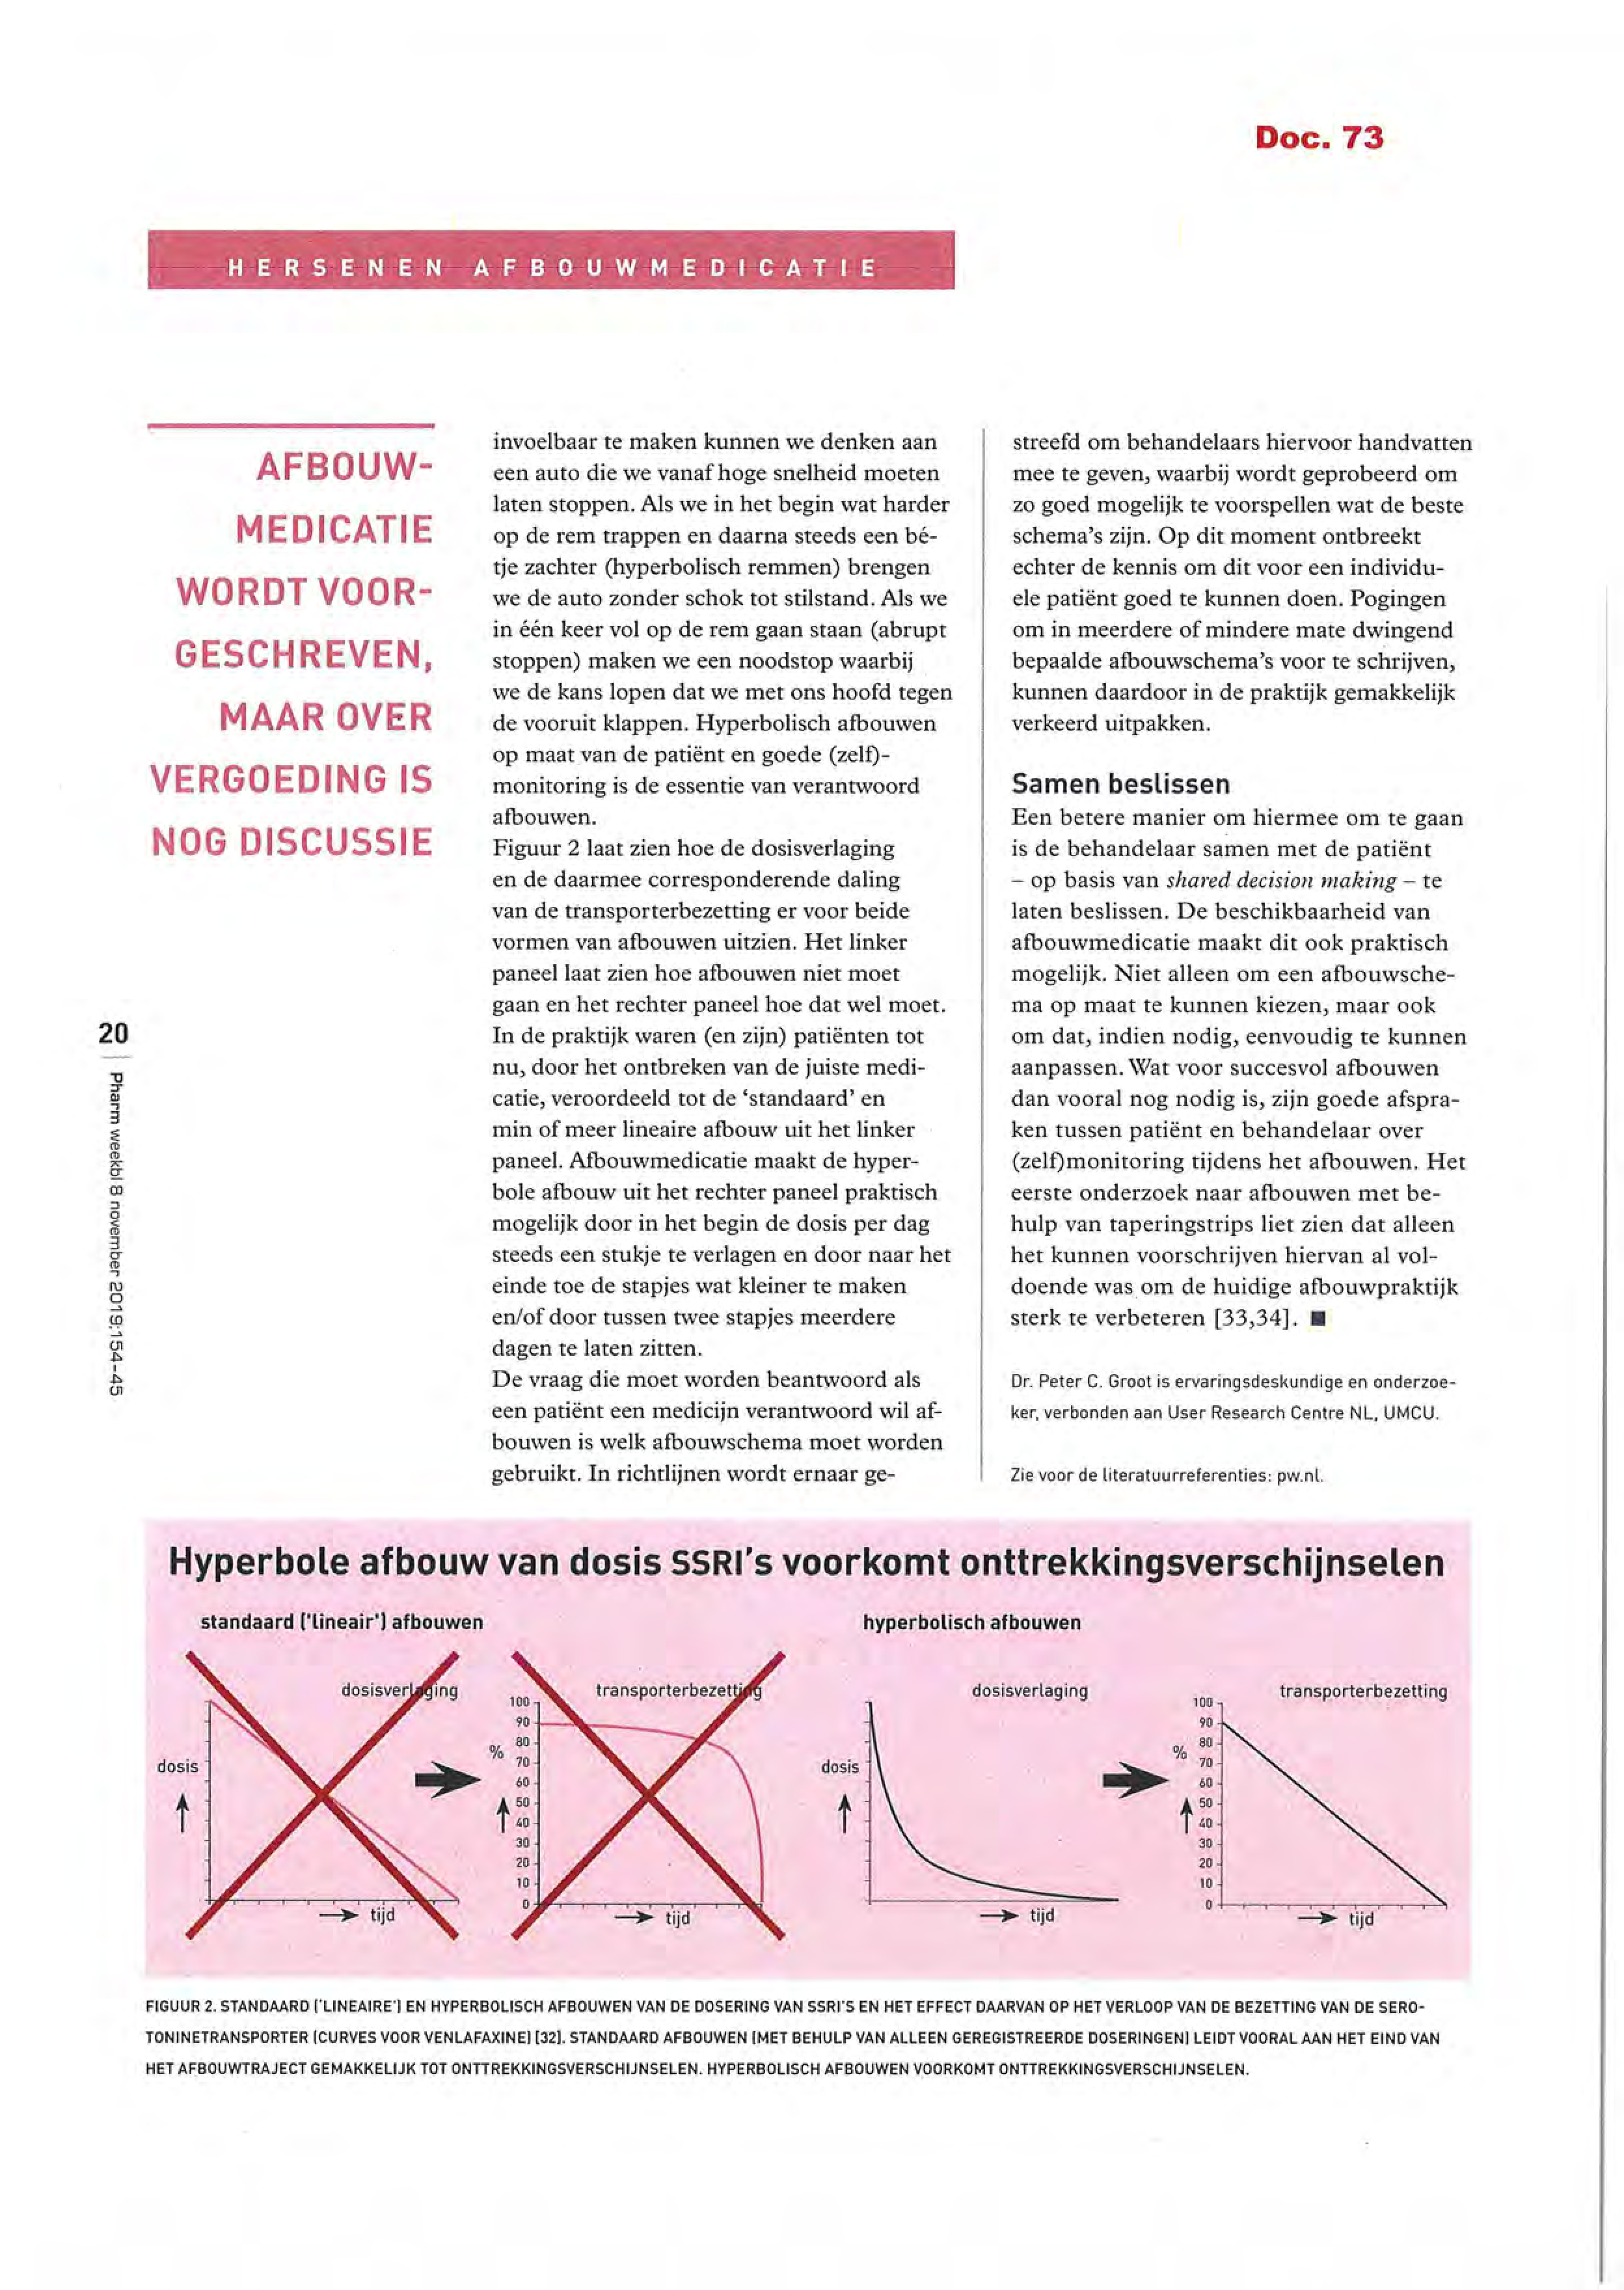 Doc. 73
HERSENEN AFBOUWMEDICATIE
AFBOUW-
MEDICATIE
WORDT VOOR-
GESCHREVEN,
MAAR OVER
VERGOEDING IS
NOG DISCUSSIE
20
Pharm weekbl 8 november 2019;154-45
invoelbaar te maken kunnen we denken aan
een auto die we vanaf hoge snelheid moeten
laten stoppen. Als we in het begin wat harder
op de rem trappen en daarna steeds een bé-
tje zachter (hyperbolisch remmen) brengen
we de auto zonder schok tot stilstand. Als we
in één keer vol op de rem gaan staan (abrupt
stoppen) maken we een noodstop waarbij
we de kans lopen dat we met ons hoofd tegen
de vooruit klappen. Hyperbolisch afbouwen
op maat van de patiënt en goede (zelf)-
monitoring is de essentie van verantwoord
afbouwen.
Figuur 2 laat zien hoe de dosisverlaging
en de daarmee corresponderende daling
van de transporterbezetting er voor beide
vormen van afbouwen uitzien. Het linker
paneel laat zien hoe afbouwen niet moet
gaan en het rechter paneel hoe dat wel moet.
In de praktijk waren (en zijn) patiënten tot
nu, door het ontbreken van de juiste medi-
catie, veroordeeld tot de ‘standaard’ en
min of meer lineaire afbouw uit het linker
paneel. Afbouwmedicatie maakt de hyper-
bole afbouw uit het rechter paneel praktisch
mogelijk door in het begin de dosis per dag
steeds een stukje te verlagen en door naar het
einde toe de stapjes wat kleiner te maken
en/of door tussen twee stapjes meerdere
dagen te laten zitten.
De vraag die moet worden beantwoord als
een patiënt een medicijn verantwoord wil af-
bouwen is welk afbouwschema moet worden
gebruikt. In richtlijnen wordt ernaar ge-
streefd om behandelaars hiervoor handvatten
mee te geven, waarbij wordt geprobeerd om
zo goed mogelijk te voorspellen wat de beste
schema’s zijn. Op dit moment ontbreekt
echter de kennis om dit voor een individu-
ele patiënt goed te kunnen doen. Pogingen
om in meerdere of mindere mate dwingend
bepaalde afbouwschema’s voor te schrijven,
kunnen daardoor in de praktijk gemakkelijk
verkeerd uitpakken.
Samen beslissen
Een betere manier om hiermee om te gaan
is de behandelaar samen met de patiënt
– op basis van shared decision making – te
laten beslissen. De beschikbaarheid van
afbouwmedicatie maakt dit ook praktisch
mogelijk. Niet alleen om een afbouwsche-
ma op maat te kunnen kiezen, maar ook
om dat, indien nodig, eenvoudig te kunnen
aanpassen. Wat voor succesvol afbouwen
dan vooral nog nodig is, zijn goede afspra-
ken tussen patiënt en behandelaar over
(zelf)monitoring tijdens het afbouwen. Het
eerste onderzoek naar afbouwen met be-
hulp van taperingstrips liet zien dat alleen
het kunnen voorschrijven hiervan al vol-
doende was om de huidige afbouwpraktijk
sterk te verbeteren [33,34]. ■
Dr. Peter C. Groot is ervaringsdeskundige en onderzoe-
ker, verbonden aan User Research Centre NL, UMCU.
Zie voor de literatuurreferenties: pw.nl.
Hyperbole afbouw van dosis SSRI's voorkomt onttrekkingsverschijnselen
standaard ('lineair') afbouwen
dosisverlaging
dosis
tijd
transporterbezetting
%
100
90
80
70
60
50
40
30
20
10
0
tijd
hyperbolisch afbouwen
dosisverlaging
dosis
tijd
transporterbezetting
%
100
90
80
70
60
50
40
30
20
10
0
tijd
FIGUUR 2. STANDAARD ('LINEAIRE') EN HYPERBOLISCH AFBOUWEN VAN DE DOSERING VAN SSRI'S EN HET EFFECT DAARVAN OP HET VERLOOP VAN DE BEZETTING VAN DE SERO-
TONINETRANSPORTER (CURVES VOOR VENLAFAXINE) [32]. STANDAARD AFBOUWEN (MET BEHULP VAN ALLEEN GEREGISTREERDE DOSERINGEN) LEIDT VOORAL AAN HET EIND VAN
HET AFBOUWTRAJECT GEMAKKELIJK TOT ONTTREKKINGSVERSCHIJNSELEN. HYPERBOLISCH AFBOUWEN VOORKOMT ONTTREKKINGSVERSCHIJNSELEN.